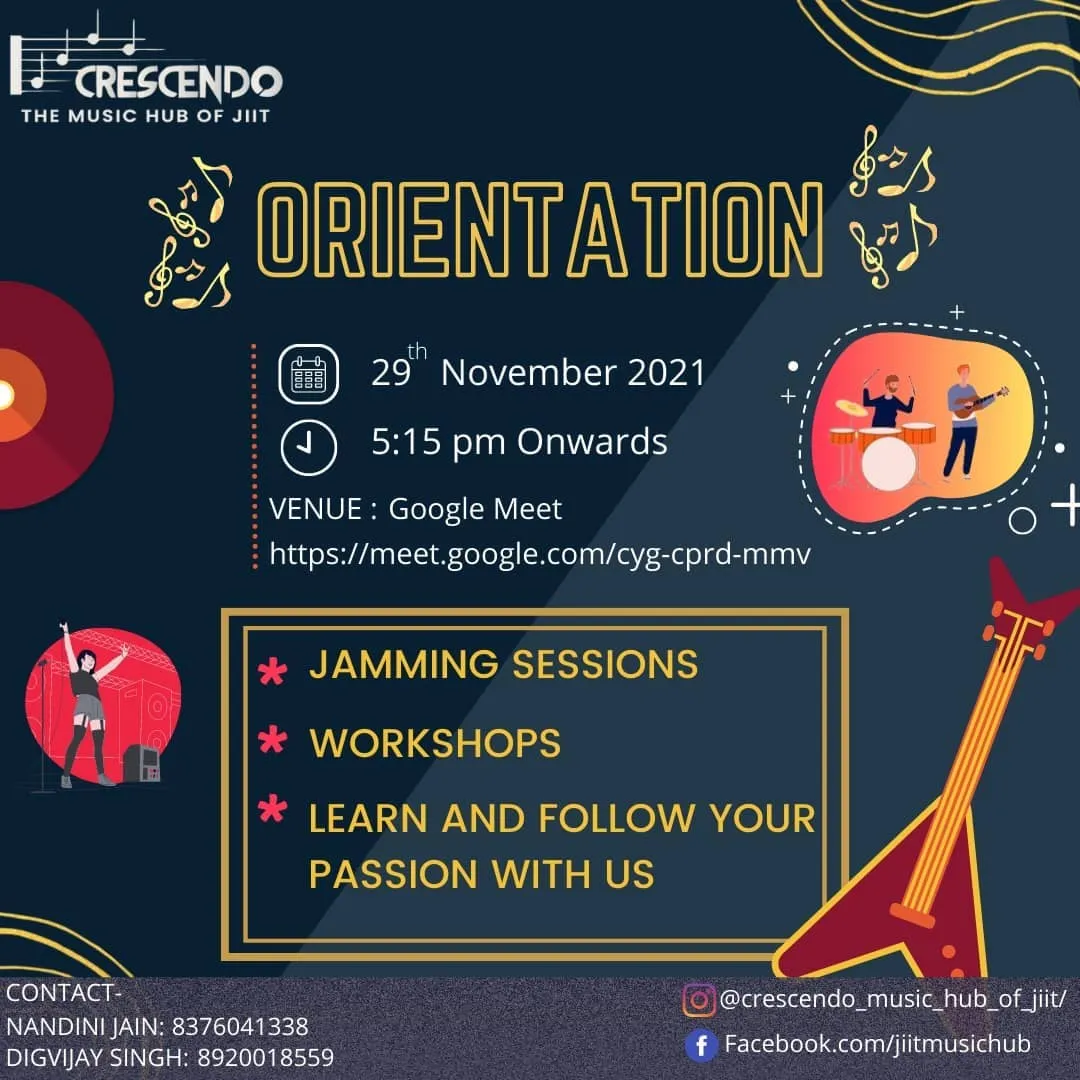 CRESCENDO
THE MUSIC HUB OF JIIT
ORIENTATION
29th November 2021
5:15 pm Onwards
VENUE : Google Meet
https://meet.google.com/cyg-cprd-mmv
* JAMMING SESSIONS
* WORKSHOPS
* LEARN AND FOLLOW YOUR
PASSION WITH US
CONTACT-
NANDINI JAIN: 8376041338
DIGVIJAY SINGH: 8920018559
@crescendo_music_hub_of_jiit/
Facebook.com/jiitmusichub